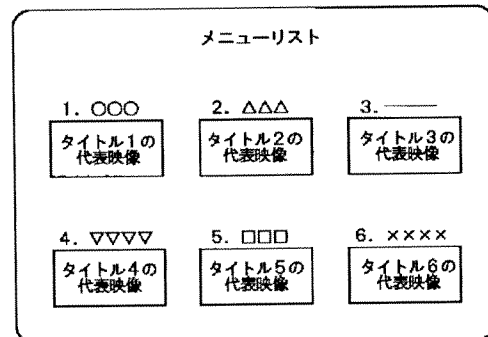 メニューリスト
1. ○○○
2. △△△
3. ―――
タイトル1の
代表映像
タイトル2の
代表映像
タイトル3の
代表映像
4. ▽▽▽▽
5. □□□
6. ××××
タイトル4の
代表映像
タイトル5の
代表映像
タイトル6の
代表映像